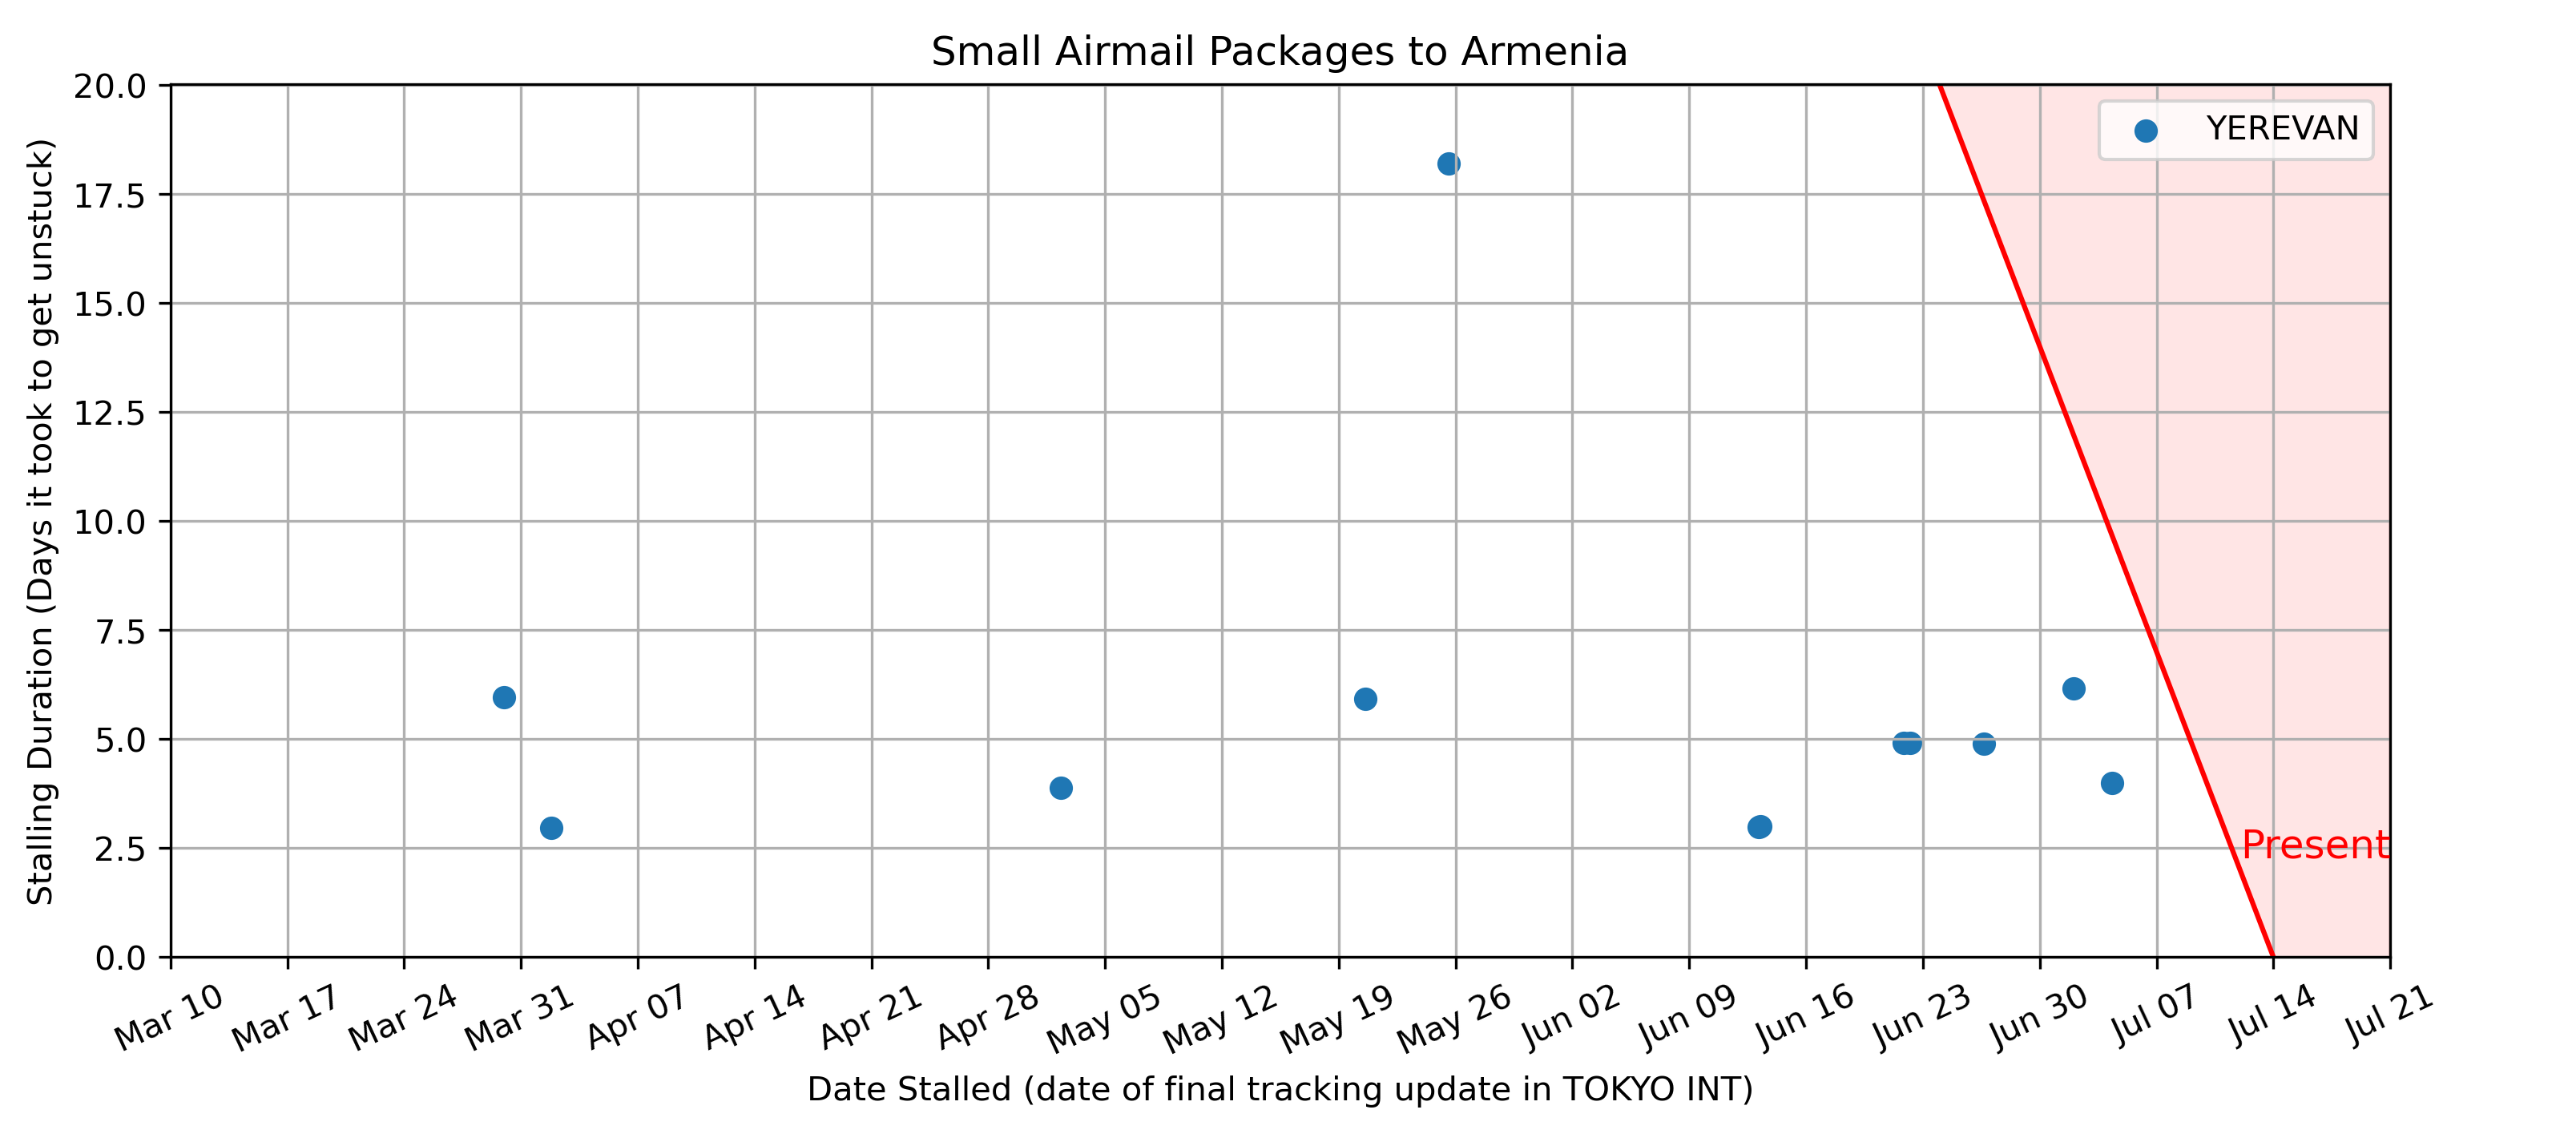 Small Airmail Packages to Armenia
YEREVAN
Stalling Duration (Days it took to get unstuck)
20.0
17.5
15.0
12.5
10.0
7.5
5.0
2.5
0.0
Present
Mar 10 Mar 17 Mar 24 Mar 31 Apr 07 Apr 14 Apr 21 Apr 28 May 05 May 12 May 19 May 26 Jun 02 Jun 09 Jun 16 Jun 23 Jun 30 Jul 07 Jul 14 Jul 21
Date Stalled (date of final tracking update in TOKYO INT)